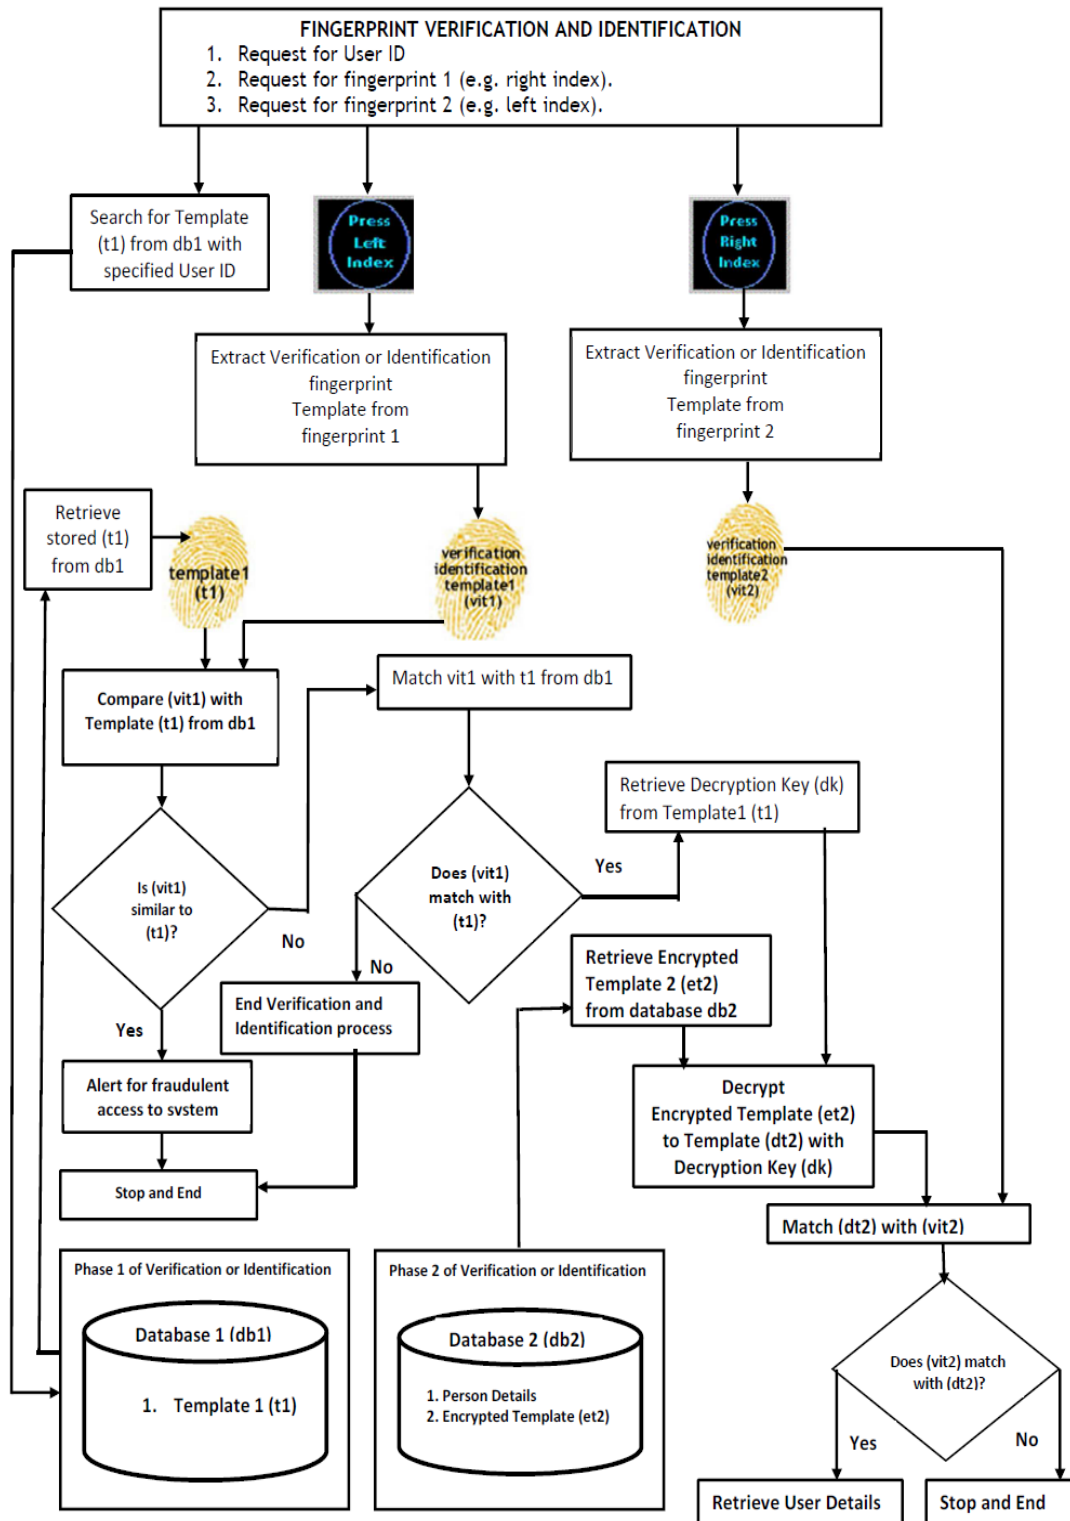 FINGERPRINT VERIFICATION AND IDENTIFICATION
1. Request for User ID
2. Request for fingerprint 1 (e.g. right index).
3. Request for fingerprint 2 (e.g. left index).
Search for Template
(t1) from db1 with
specified User ID
Press
Left
Index
Press
Right
Index
Extract Verification or Identification
fingerprint
Template from
fingerprint 1
Extract Verification or Identification
fingerprint
Template from
fingerprint 2
Retrieve
stored (t1)
from db1
template1
(t1)
verification
identification
template1
(vit1)
verification
identification
template2
(vit2)
Compare (vit1) with
Template (t1) from db1
Match vit1 with t1 from db1
Retrieve Decryption Key (dk)
from Template1 (t1)
Is (vit1)
similar to
(t1)?
No
Yes
Does (vit1)
match with
(t1)?
Yes
No
Retrieve Encrypted
Template 2 (et2)
from database db2
End Verification and
Identification process
Alert for fraudulent
access to system
Decrypt
Encrypted Template (et2)
to Template (dt2) with
Decryption Key (dk)
Stop and End
Match (dt2) with (vit2)
Phase 1 of Verification or Identification
Database 1 (db1)
1. Template 1 (t1)
Phase 2 of Verification or Identification
Database 2 (db2)
1. Person Details
2. Encrypted Template (et2)
Does (vit2) match
with (dt2)?
Yes
No
Retrieve User Details
Stop and End